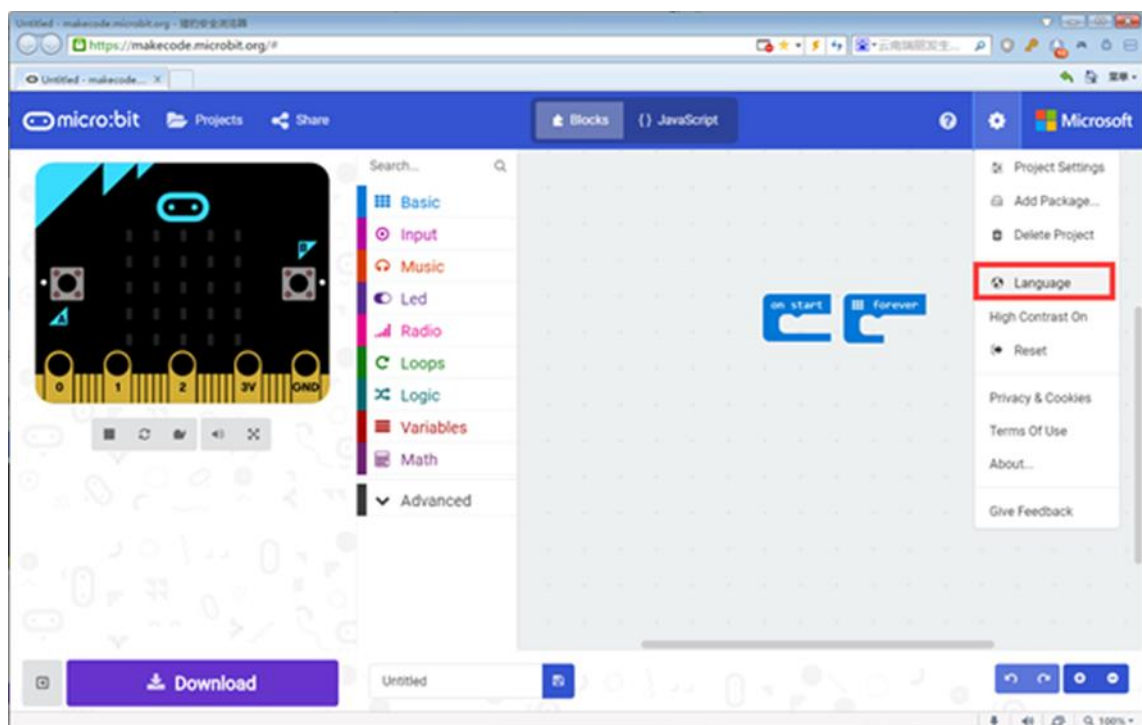 Untitled - makecode.microbit.org -
https://makecode.microbit.org/#
Untitled - makecode... X
菜单
micro:bit Projects Share Blocks {} JavaScript Microsoft
Search...
Basic
Input
Music
Led
Radio
Loops
Logic
Variables
Math
Advanced
A
B
0 1 2 3V GND
on start
forever
Project Settings
Add Package...
Delete Project
Language
High Contrast On
Reset
Privacy & Cookies
Terms Of Use
About...
Give Feedback
Download
Untitled
100%